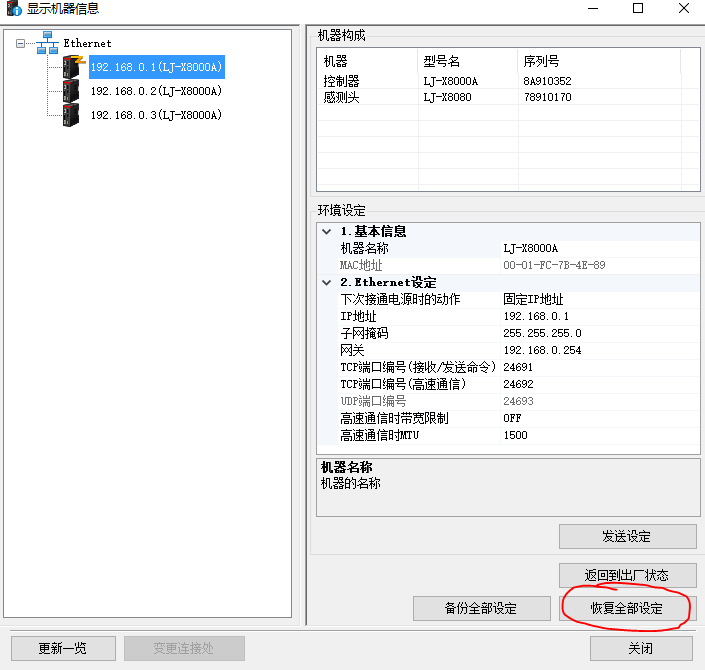 显示机器信息
Ethernet
192.168.0.1(LJ-X8000A)
192.168.0.2(LJ-X8000A)
192.168.0.3(LJ-X8000A)
机器构成
机器 型号名 序列号
控制器 LJ-X8000A 8A910352
感测头 LJ-X8080 78910170
环境设定
1.基本信息
机器名称 LJ-X8000A
MAC地址 00-01-FC-7B-4E-89
2.Ethernet设定
下次接通电源时的动作 固定IP地址
IP地址 192.168.0.1
子网掩码 255.255.255.0
网关 192.168.0.254
TCP端口编号(接收/发送命令) 24691
TCP端口编号(高速通信) 24692
UDP端口编号 24693
高速通信时带宽限制 OFF
高速通信时MTU 1500
机器名称
机器的名称
发送设定
返回到出厂状态
备份全部设定 恢复全部设定
更新一览 变更连接处 关闭